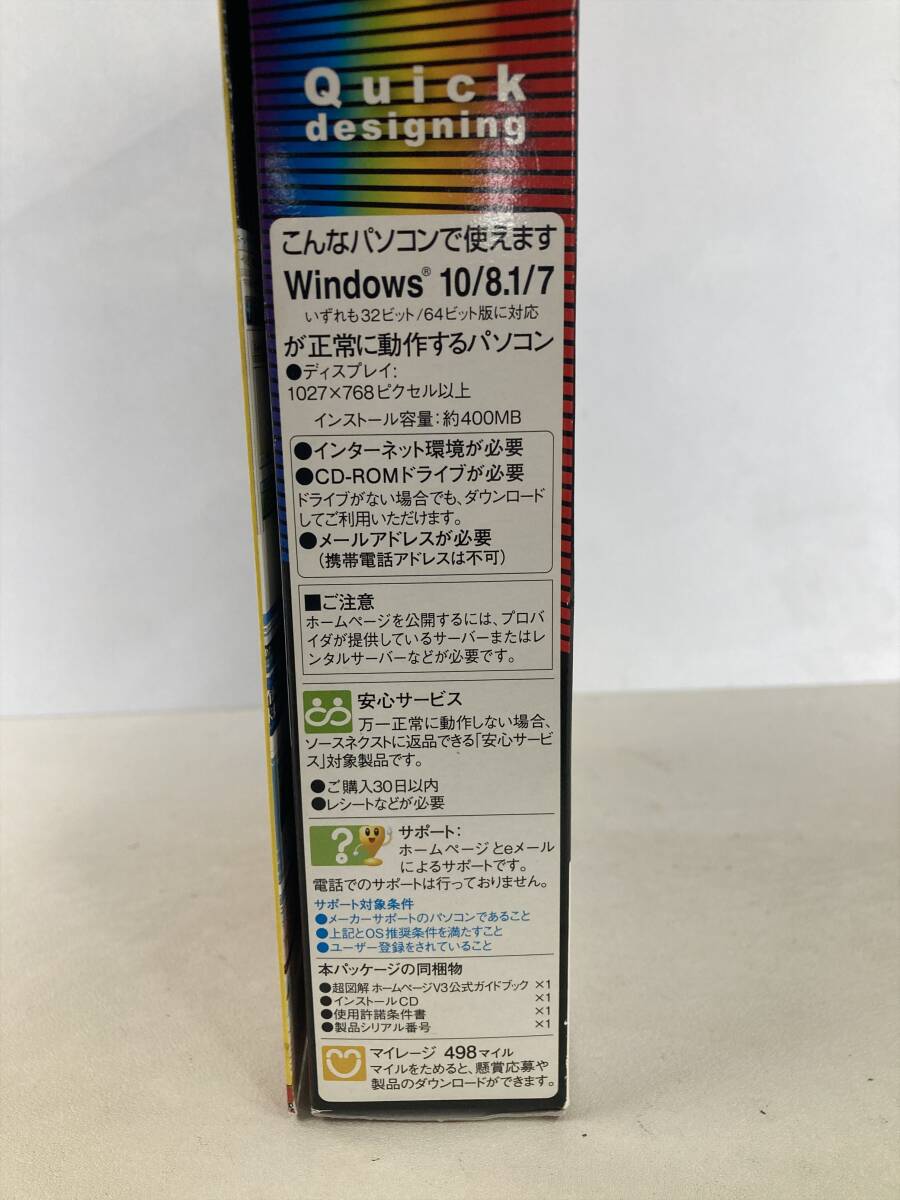 Quick
designing
こんなパソコンで使えます
Windows® 10/8.1/7
いずれも32ビット/64ビット版に対応
が正常に動作するパソコン
●ディスプレイ:
1027×768ピクセル以上
インストール容量:約400MB
●インターネット環境が必要
●CD-ROMドライブが必要
ドライブがない場合でも、ダウンロード
してご利用いただけます。
●メールアドレスが必要
(携帯電話アドレスは不可)
■ご注意
ホームページを公開するには、プロバ
イダが提供しているサーバーまたはレ
ンタルサーバーなどが必要です。
安心サービス
万一正常に動作しない場合、
ソースネクストに返品できる「安心サービ
ス」対象製品です。
●ご購入30日以内
●レシートなどが必要
?
サポート:
ホームページとeメール
によるサポートです。
電話でのサポートは行っておりません。
サポート対象条件
●メーカーサポートのパソコンであること
●上記とOS推奨条件を満たすこと
●ユーザー登録をされていること
本パッケージの同梱物
●超図解 ホームページV3公式ガイドブック ×1
●インストールCD ×1
●使用許諾条件書 ×1
●製品シリアル番号 ×1
マイレージ 498マイル
マイルをためると、懸賞応募や
製品のダウンロードができます。